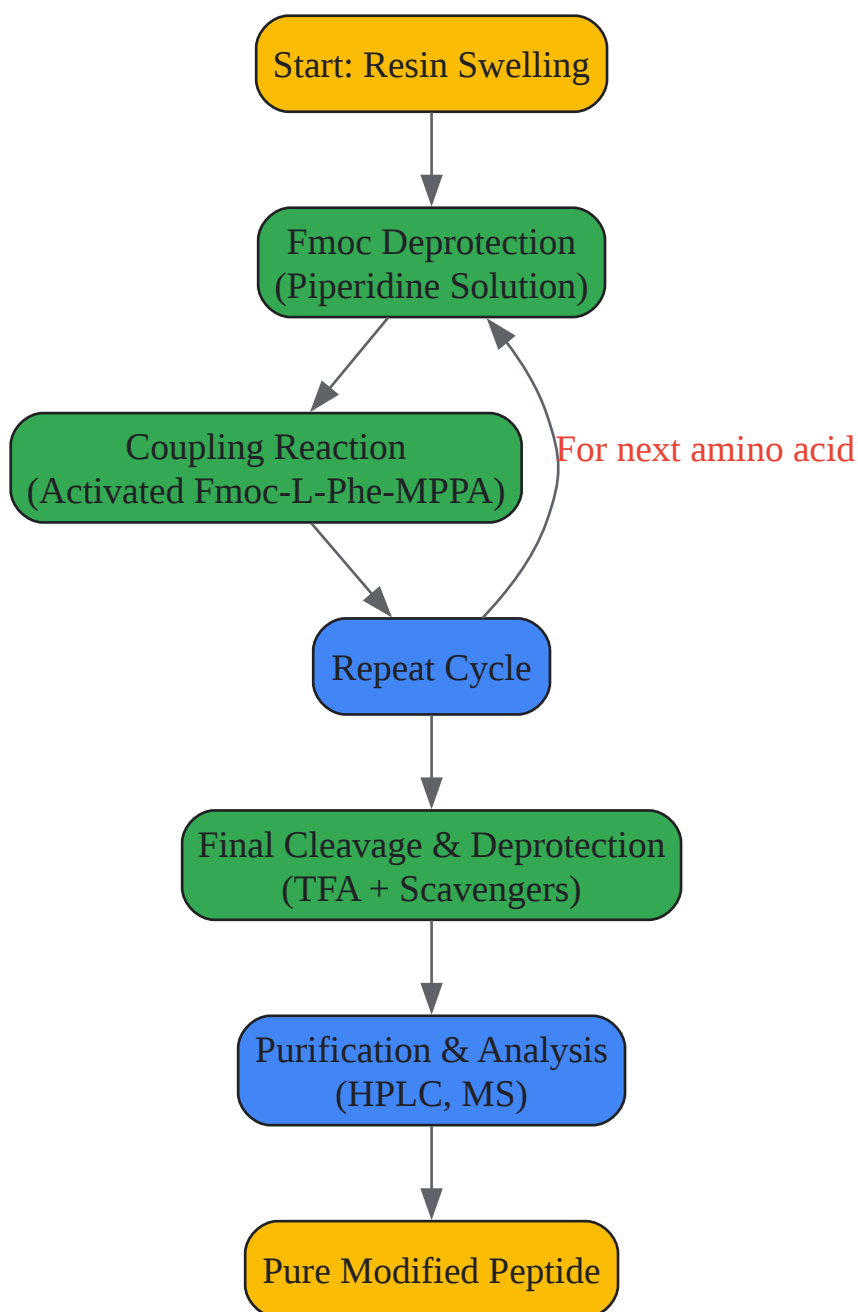 Start: Resin Swelling
Fmoc Deprotection
(Piperidine Solution)
Coupling Reaction
(Activated Fmoc-L-Phe-MPPA)
For next amino acid
Repeat Cycle
Final Cleavage & Deprotection
(TFA + Scavengers)
Purification & Analysis
(HPLC, MS)
Pure Modified Peptide